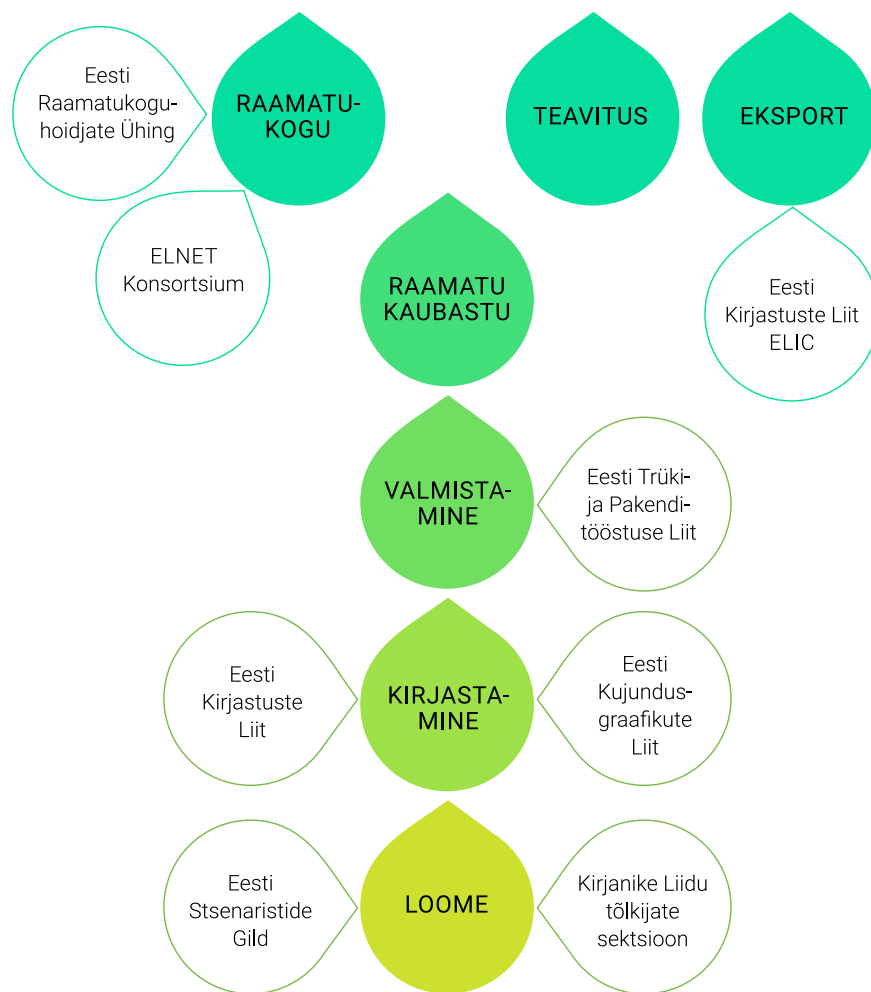 Eesti
Raamatukogu-
hoidjate Ühing
RAAMATU-
KOGU
TEAVITUS
EKSPORT
ELNET
Konsortsium
RAAMATU
KAUBASTU
Eesti
Kirjastuste Liit
ELIC
VALMISTA-
MINE
Eesti Trüki-
ja Pakendi-
tööstuse Liit
Eesti
Kirjastuste
Liit
KIRJASTA-
MINE
Eesti
Kujundus-
graafikute
Liit
Eesti
Stsenaristide
Gild
LOOME
Kirjanike Liidu
tõlkijate
sektsioon